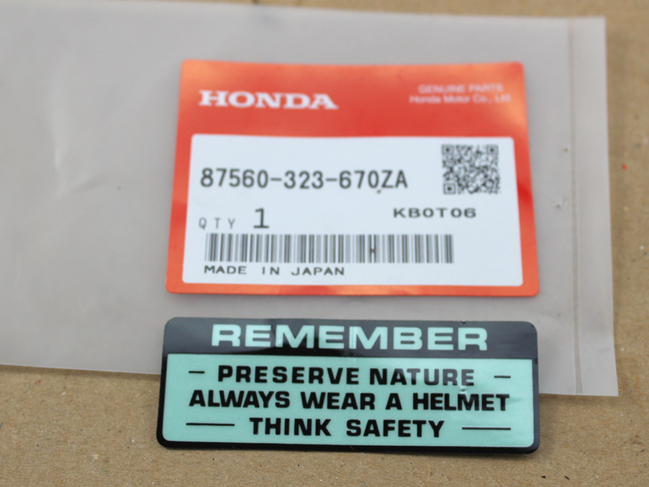 HONDA
GENUINE PARTS
Honda Motor Co., Ltd.
87560-323-670ZA
QTY 1
KB0T06
MADE IN JAPAN
REMEMBER
– PRESERVE NATURE –
ALWAYS WEAR A HELMET
— THINK SAFETY —